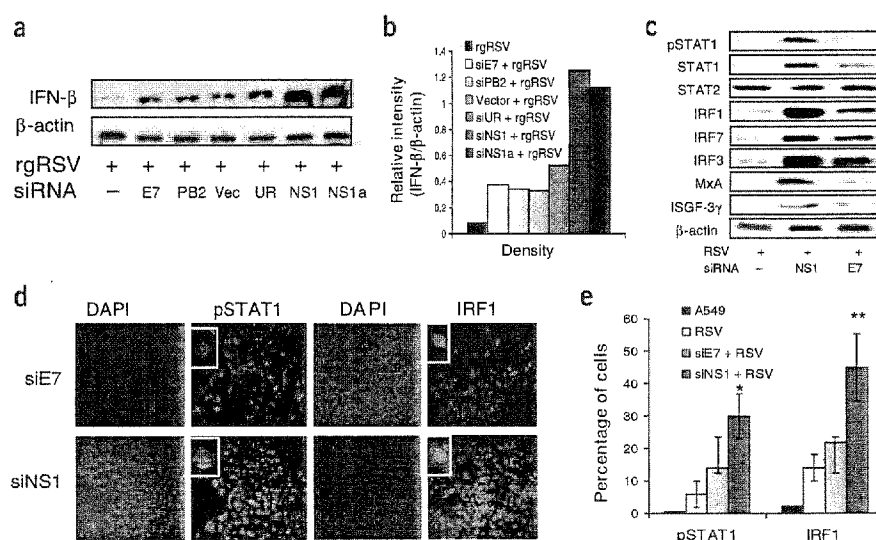 a
IFN-β
β-actin
rgRSV + + + + + + +
siRNA – E7 PB2 Vec UR NS1 NS1a
b
Relative intensity
(IFN-β/β-actin)
1.4
1.2
1
0.8
0.6
0.4
0.2
0
rgRSV
siE7 + rgRSV
siPB2 + rgRSV
Vector + rgRSV
siUR + rgRSV
siNS1 + rgRSV
siNS1a + rgRSV
Density
c
pSTAT1
STAT1
STAT2
IRF1
IRF7
IRF3
MxA
ISGF-3γ
β-actin
RSV + + +
siRNA – NS1 E7
d
DAPI pSTAT1 DAPI IRF1
siE7
siNS1
e
Percentage of cells
60
50
40
30
20
10
0
A549
RSV
siE7 + RSV
siNS1 + RSV
*
**
pSTAT1 IRF1